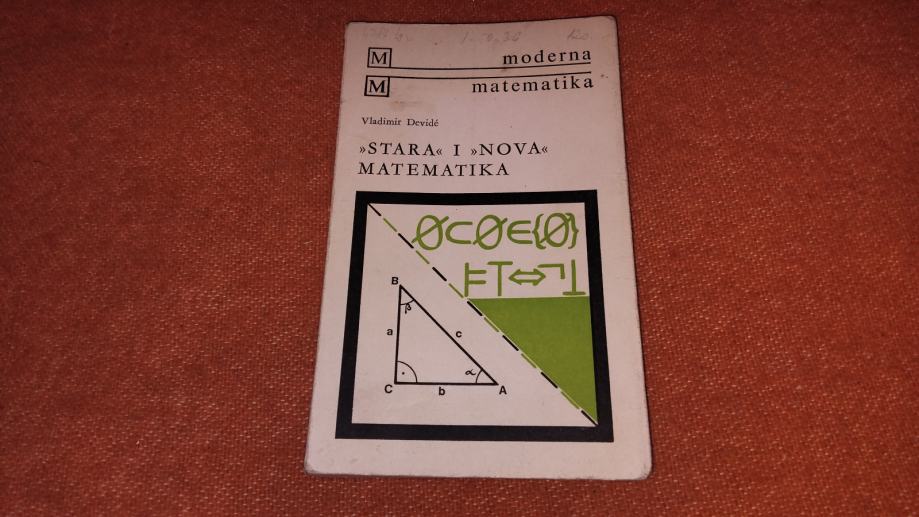 M moderna
M matematika
Vladimir Devidé
»STARA« I »NOVA«
MATEMATIKA
∅⊂∅∈{∅}
⊨⊤⇔¬⊥
B
β
a
c
α
C
b
A